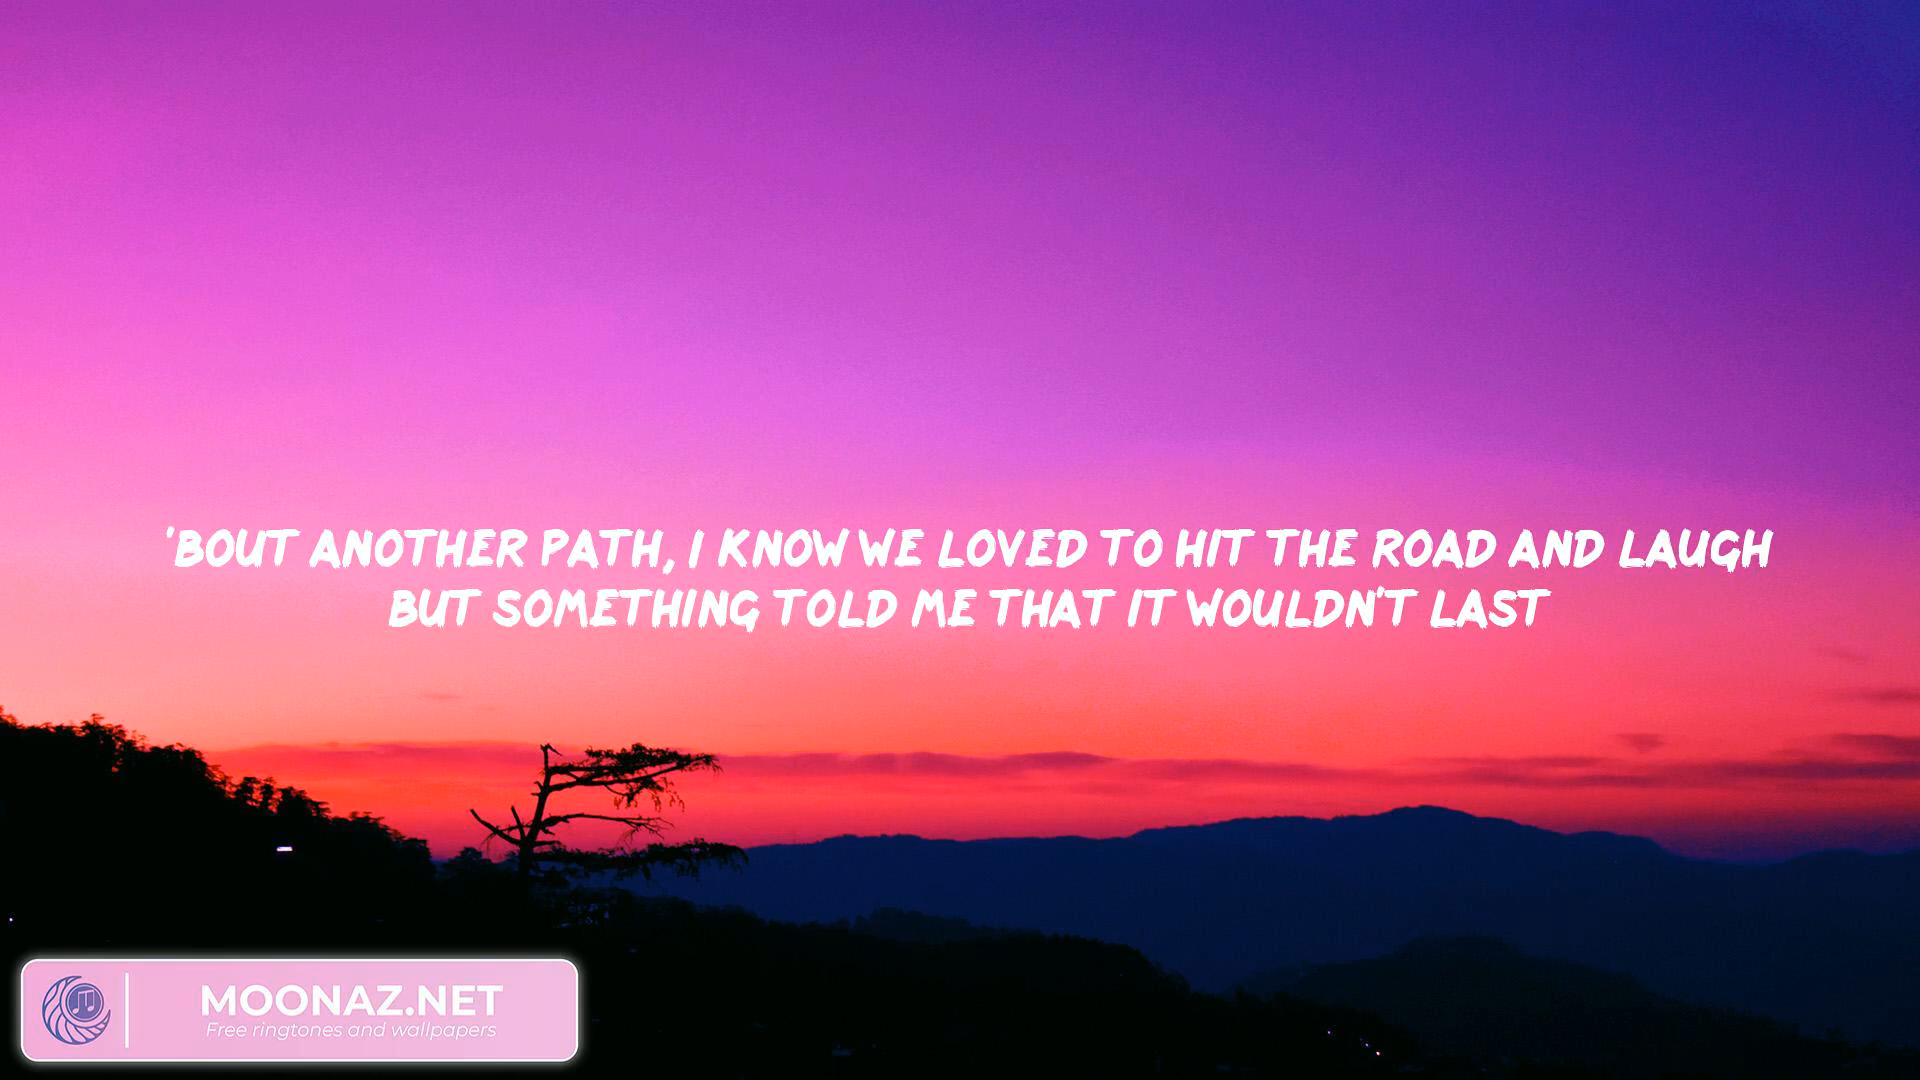 'BOUT ANOTHER PATH, I KNOW WE LOVED TO HIT THE ROAD AND LAUGH
BUT SOMETHING TOLD ME THAT IT WOULDN'T LAST
MOONAZ.NET
Free ringtones and wallpapers